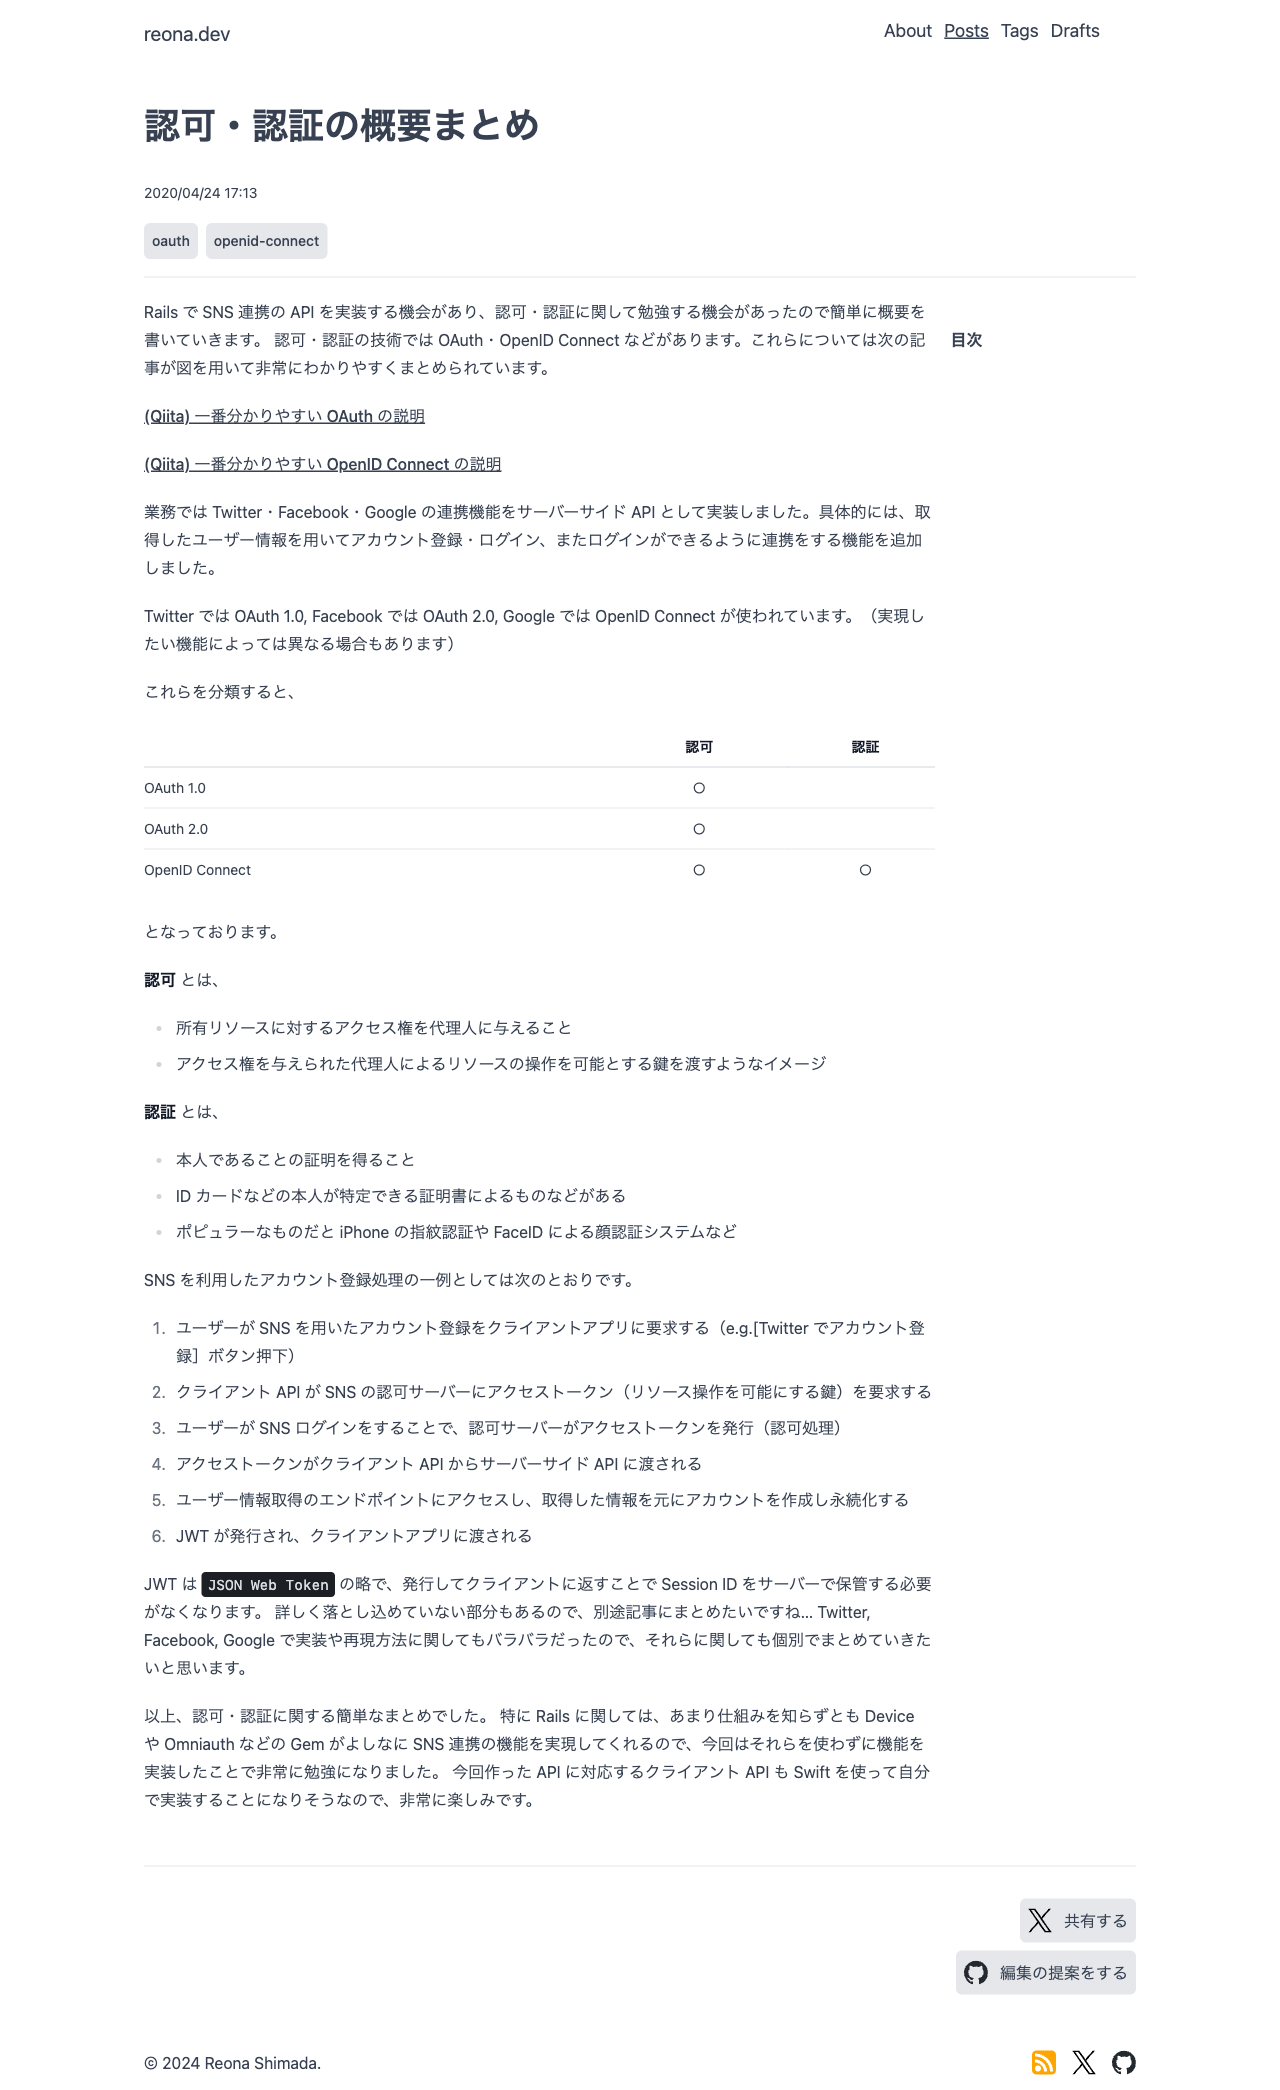 reona.dev
About Posts Tags Drafts
認可・認証の概要まとめ
2020/04/24 17:13
oauth openid-connect
Rails で SNS 連携の API を実装する機会があり、認可・認証に関して勉強する機会があったので簡単に概要を
書いていきます。 認可・認証の技術では OAuth・OpenID Connect などがあります。これらについては次の記
事が図を用いて非常にわかりやすくまとめられています。
目次
(Qiita) 一番分かりやすい OAuth の説明
(Qiita) 一番分かりやすい OpenID Connect の説明
業務では Twitter・Facebook・Google の連携機能をサーバーサイド API として実装しました。具体的には、取
得したユーザー情報を用いてアカウント登録・ログイン、またログインができるように連携をする機能を追加
しました。
Twitter では OAuth 1.0, Facebook では OAuth 2.0, Google では OpenID Connect が使われています。（実現し
たい機能によっては異なる場合もあります）
これらを分類すると、
認可 認証
OAuth 1.0 ○
OAuth 2.0 ○
OpenID Connect ○ ○
となっております。
認可 とは、
• 所有リソースに対するアクセス権を代理人に与えること
• アクセス権を与えられた代理人によるリソースの操作を可能とする鍵を渡すようなイメージ
認証 とは、
• 本人であることの証明を得ること
• ID カードなどの本人が特定できる証明書によるものなどがある
• ポピュラーなものだと iPhone の指紋認証や FaceID による顔認証システムなど
SNS を利用したアカウント登録処理の一例としては次のとおりです。
1. ユーザーが SNS を用いたアカウント登録をクライアントアプリに要求する（e.g.[Twitter でアカウント登
録］ボタン押下）
2. クライアント API が SNS の認可サーバーにアクセストークン（リソース操作を可能にする鍵）を要求する
3. ユーザーが SNS ログインをすることで、認可サーバーがアクセストークンを発行（認可処理）
4. アクセストークンがクライアント API からサーバーサイド API に渡される
5. ユーザー情報取得のエンドポイントにアクセスし、取得した情報を元にアカウントを作成し永続化する
6. JWT が発行され、クライアントアプリに渡される
JWT は JSON Web Token の略で、発行してクライアントに返すことで Session ID をサーバーで保管する必要
がなくなります。 詳しく落とし込めていない部分もあるので、別途記事にまとめたいですね... Twitter,
Facebook, Google で実装や再現方法に関してもバラバラだったので、それらに関しても個別でまとめていきた
いと思います。
以上、認可・認証に関する簡単なまとめでした。 特に Rails に関しては、あまり仕組みを知らずとも Device
や Omniauth などの Gem がよしなに SNS 連携の機能を実現してくれるので、今回はそれらを使わずに機能を
実装したことで非常に勉強になりました。 今回作った API に対応するクライアント API も Swift を使って自分
で実装することになりそうなので、非常に楽しみです。
共有する
編集の提案をする
© 2024 Reona Shimada.